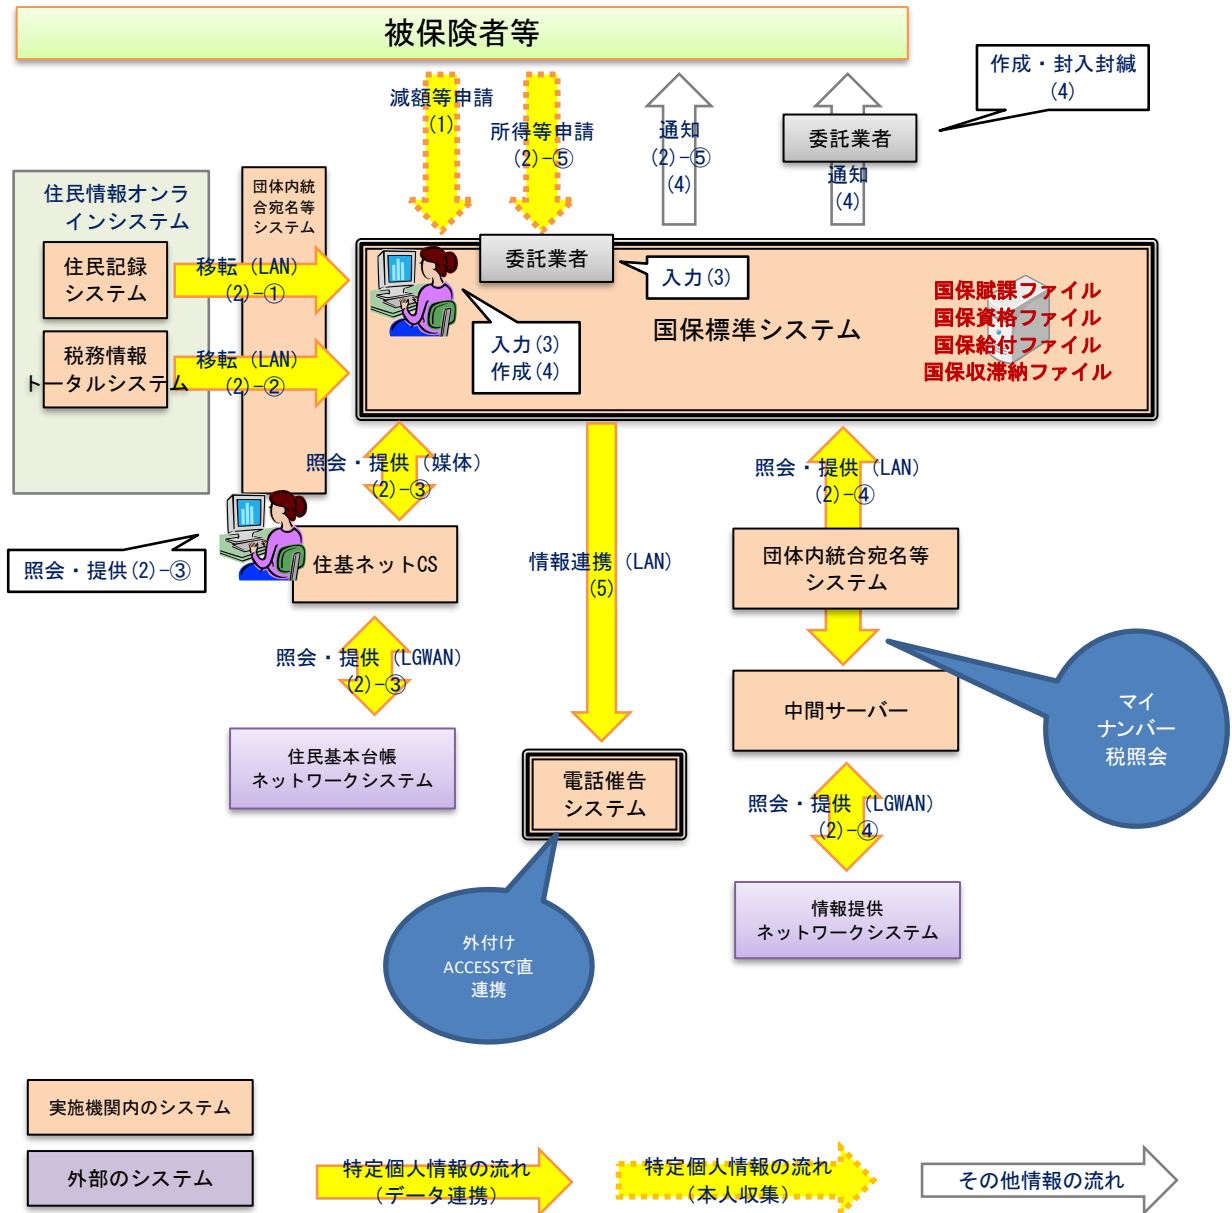 被保険者等
作成・封入封緘
(4)
減額等申請
(1)
所得等申請
(2)-⑤
通知
(2)-⑤
(4)
委託業者
通知
(4)
住民情報オンラ
インシステム
団体内統
合宛名等
システム
住民記録
システム
移転（LAN）
(2)-①
税務情報
トータルシステム
移転（LAN）
(2)-②
委託業者
入力(3)
入力(3)
作成(4)
国保標準システム
国保賦課ファイル
国保資格ファイル
国保給付ファイル
国保収滞納ファイル
照会・提供（媒体）
(2)-③
照会・提供（LAN）
(2)-④
照会・提供(2)-③
住基ネットCS
情報連携（LAN）
(5)
団体内統合宛名等
システム
照会・提供（LGWAN）
(2)-③
中間サーバー
マイ
ナンバー
税照会
住民基本台帳
ネットワークシステム
電話催告
システム
照会・提供（LGWAN）
(2)-④
外付け
ACCESSで直
連携
情報提供
ネットワークシステム
実施機関内のシステム
外部のシステム
特定個人情報の流れ
（データ連携）
特定個人情報の流れ
（本人収集）
その他情報の流れ